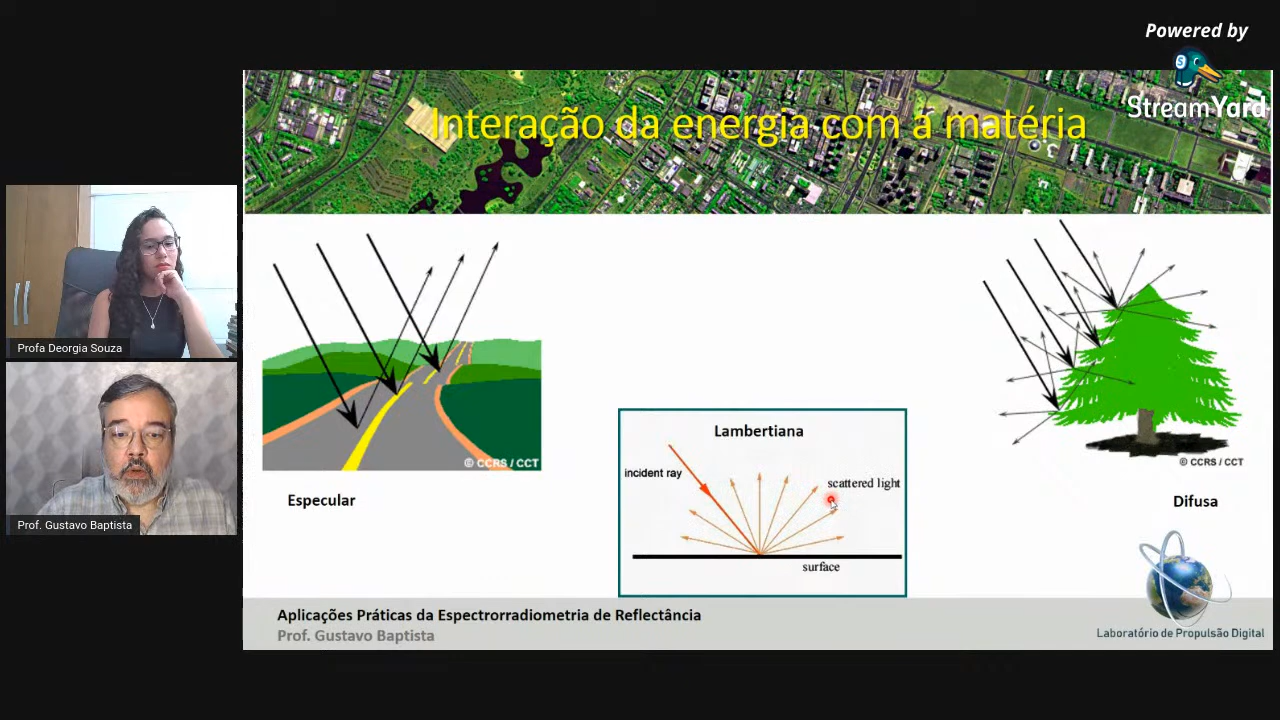 Powered by
StreamYard
Interação da energia com a matéria
Profa Deorgia Souza
Prof. Gustavo Baptista
© CCRS / CCT
Especular
Lambertiana
incident ray
scattered light
surface
© CCRS / CCT
Difusa
Aplicações Práticas da Espectrorradiometria de Reflectância
Prof. Gustavo Baptista
Laboratório de Propulsão Digital